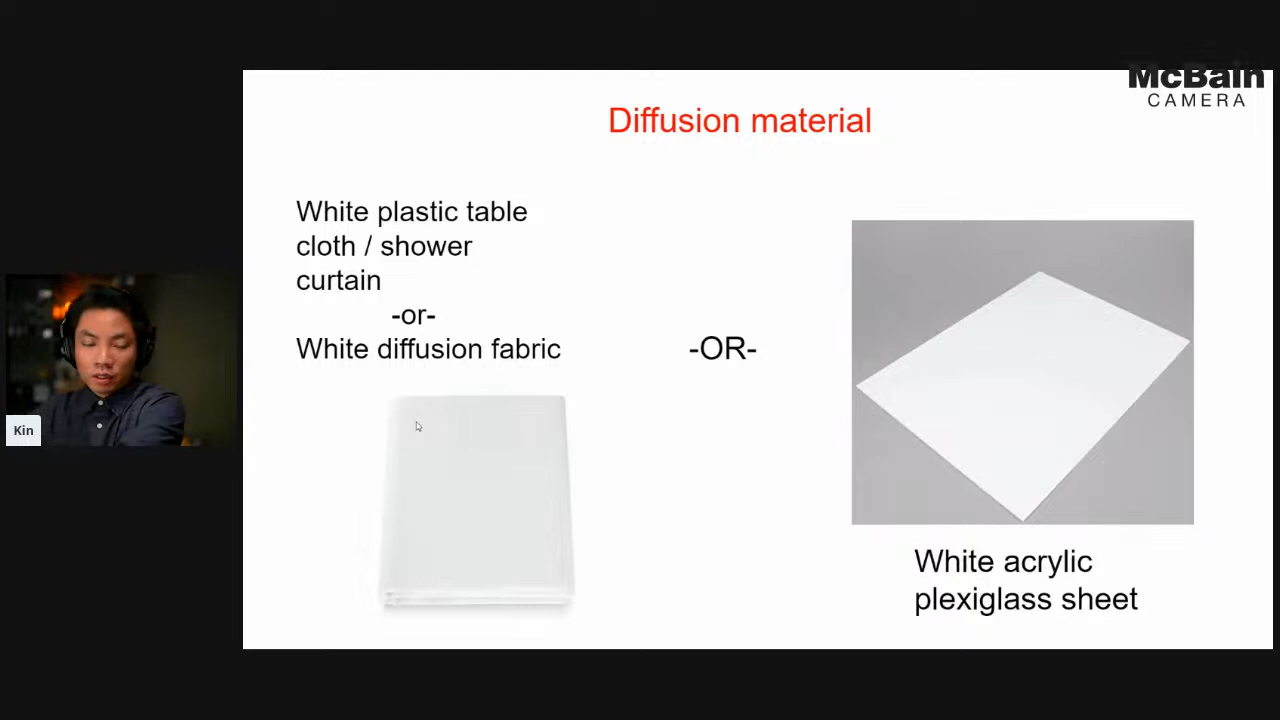 McBain
CAMERA
Diffusion material
White plastic table
cloth / shower
curtain
-or-
White diffusion fabric
-OR-
White acrylic
plexiglass sheet
Kin